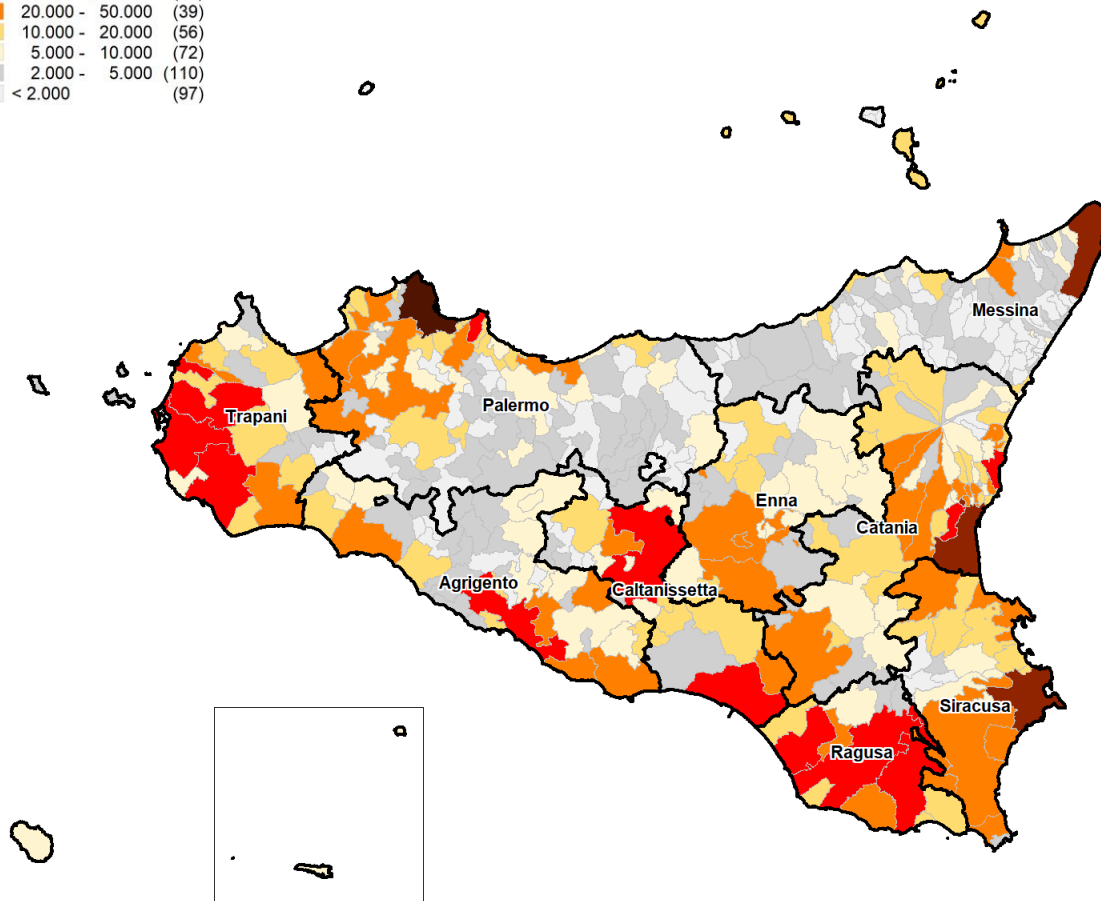 20.000 - 50.000 (39)
10.000 - 20.000 (56)
5.000 - 10.000 (72)
2.000 - 5.000 (110)
< 2.000 (97)
Messina
Palermo
Trapani
Enna
Catania
Agrigento
Caltanissetta
Siracusa
Ragusa